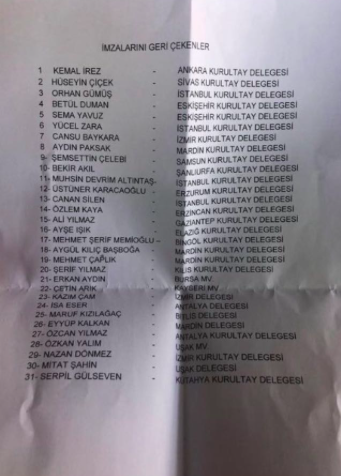 İMZALARINI GERİ ÇEKENLER
1 KEMAL İREZ - ANKARA KURULTAY DELEGESİ
2 HÜSEYİN ÇİÇEK - SİVAS KURULTAY DELEGESİ
3 ORHAN GÜMÜŞ - İSTANBUL KURULTAY DELEGESİ
4 BETÜL DUMAN - ESKİŞEHİR KURULTAY DELEGESİ
5 SEMA YAVUZ - ESKİŞEHİR KURULTAY DELEGESİ
6 YÜCEL ZARA - İSTANBUL KURULTAY DELEGESİ
7 CANSU BAYKARA - İZMİR KURULTAY DELEGESİ
8 AYDIN PAKSAK - MARDİN KURULTAY DELEGESİ
9- ŞEMSETTİN ÇELEBİ - SAMSUN KURULTAY DELEGESİ
10- BEKİR AKIL - ŞANLIURFA KURULTAY DELEGESİ
11- MUHSİN DEVRİM ALTINTAŞ- İSTANBUL KURULTAY DELEGESİ
12- ÜSTÜNER KARACAOĞLU - ERZURUM KURULTAY DELEGESİ
13- CANAN SILEN - İSTANBUL KURULTAY DELEGESİ
14- ÖZLEM KAYA - ERZİNCAN KURULTAY DELEGESİ
15- ALİ YILMAZ - GAZİANTEP KURULTAY DELEGESİ
16- AYŞE IŞIK - ELAZIĞ KURULTAY DELEGESİ
17- MEHMET ŞERİF MEMİOĞLU - BİNGÖL KURULTAY DELEGESİ
18- AYGÜL KILIÇ BAŞBOĞA - MARDİN KURULTAY DELEGESİ
19- MEHMET - MARDİN KURULTAY DELEGESİ
20- ŞERİF YILMAZ - KİLİS KURULTAY DELEGESİ
21- ERKAN AYDIN - BURSA MV.
22- ÇETİN ARIK - KAYSERİ MV
23- KAZIM ÇAM - İZMİR DELEGESİ
24- İSA ESER - ANTALYA DELEGESİ
25- MARUF KIZILAĞAÇ - BİTLİS DELEGESİ
26- EYYÜP KALKAN - MARDİN DELEGESİ
27- ÖZCAN YILMAZ - ANTALYA KURULTAY DELEGESİ
28- ÖZKAN YALIM - UŞAK MV.
29- NAZAN DÖNMEZ - İZMİR KURULTAY DELEGESİ
30- MİTAT ŞAHİN - UŞAK DELEGESİ
31- SERPİL GÜLSEVEN - KÜTAHYA KURULTAY DELEGESİ